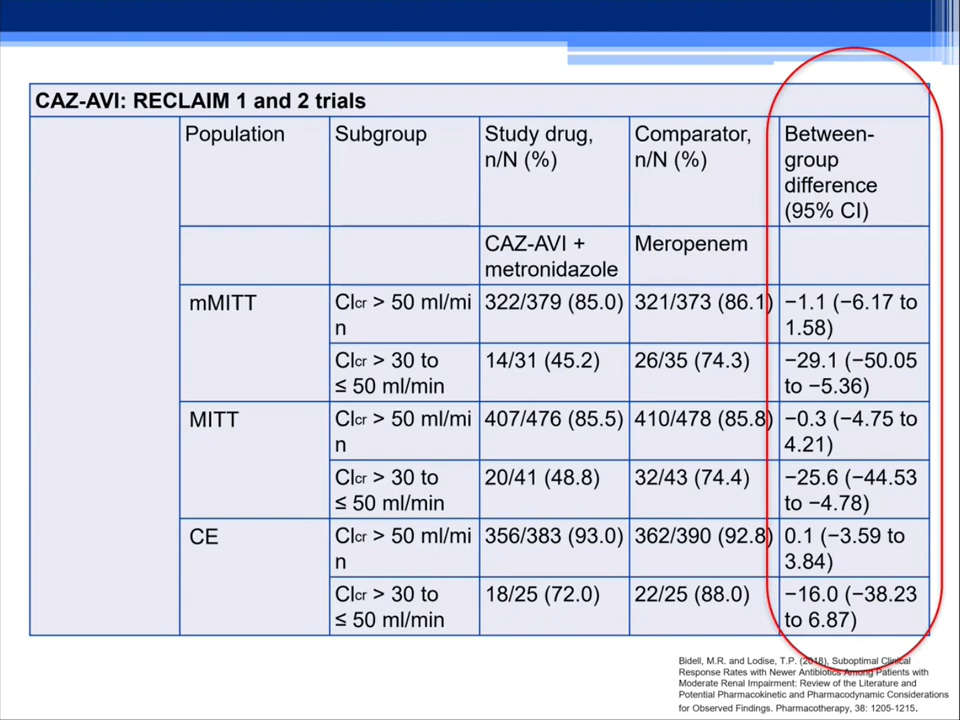 CAZ-AVI: RECLAIM 1 and 2 trials
Population
Subgroup
Study drug,
n/N (%)
Comparator,
n/N (%)
Between-
group
difference
(95% CI)
CAZ-AVI +
metronidazole
Meropenem
mMITT
Clcr > 50 ml/mi
n
322/379 (85.0)
321/373 (86.1)
−1.1 (−6.17 to
1.58)
Clcr > 30 to
≤ 50 ml/min
14/31 (45.2)
26/35 (74.3)
−29.1 (−50.05
to −5.36)
MITT
Clcr > 50 ml/mi
n
407/476 (85.5)
410/478 (85.8)
−0.3 (−4.75 to
4.21)
Clcr > 30 to
≤ 50 ml/min
20/41 (48.8)
32/43 (74.4)
−25.6 (−44.53
to −4.78)
CE
Clcr > 50 ml/mi
n
356/383 (93.0)
362/390 (92.8)
0.1 (−3.59 to
3.84)
Clcr > 30 to
≤ 50 ml/min
18/25 (72.0)
22/25 (88.0)
−16.0 (−38.23
to 6.87)
Bidell, M.R. and Lodise, T.P. (2018), Suboptimal Clinical
Response Rates with Newer Antibiotics Among Patients with
Moderate Renal Impairment: Review of the Literature and
Potential Pharmacokinetic and Pharmacodynamic Considerations
for Observed Findings. Pharmacotherapy, 38: 1205-1215.